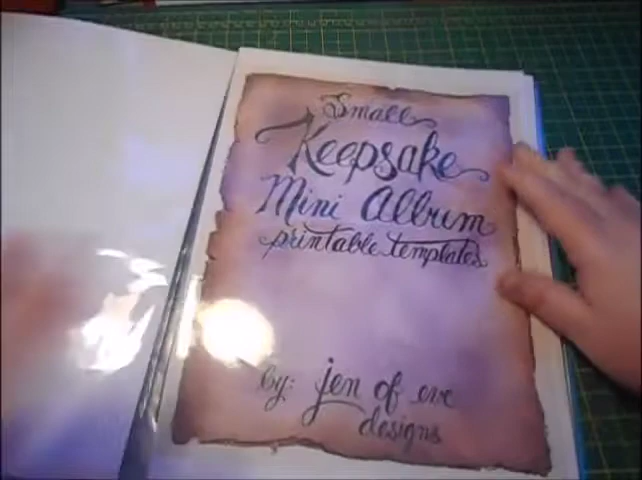 Small
Keepsake
Mini Album
printable templates
by: jen of eve
designs